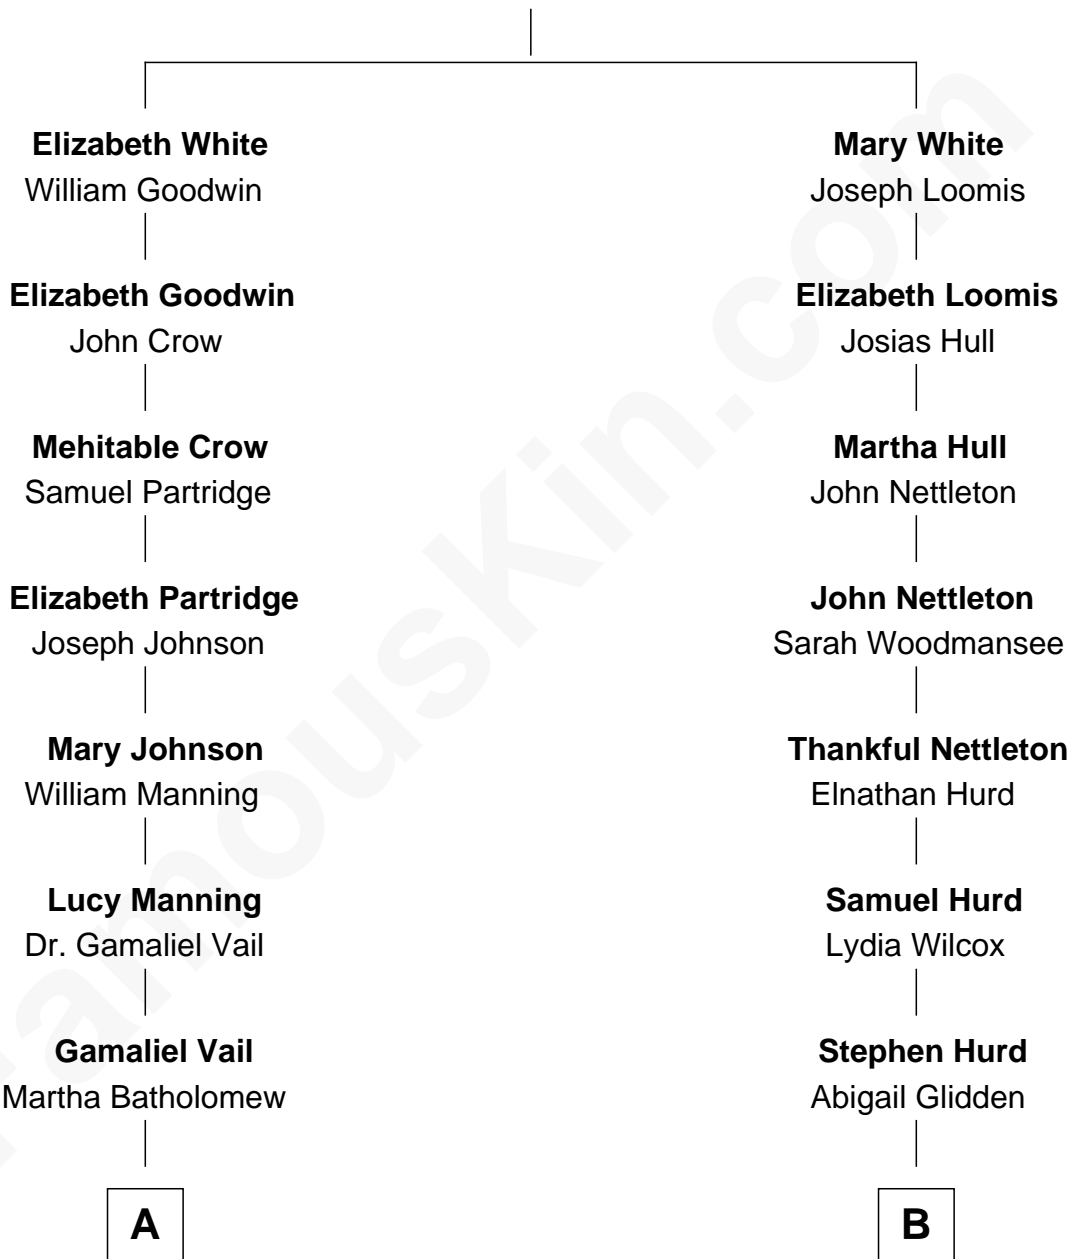 Elizabeth White
William Goodwin
Elizabeth Goodwin
John Crow
Mehitable Crow
Samuel Partridge
Elizabeth Partridge
Joseph Johnson
Mary Johnson
William Manning
Lucy Manning
Dr. Gamaliel Vail
Gamaliel Vail
Martha Batholomew
A
Mary White
Joseph Loomis
Elizabeth Loomis
Josias Hull
Martha Hull
John Nettleton
John Nettleton
Sarah Woodmansee
Thankful Nettleton
Elnathan Hurd
Samuel Hurd
Lydia Wilcox
Stephen Hurd
Abigail Glidden
B
FamousKin.com